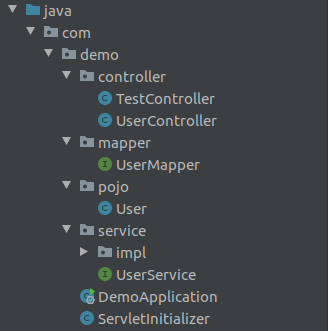 java
com
demo
controller
TestController
UserController
mapper
UserMapper
pojo
User
service
impl
UserService
DemoApplication
ServletInitializer